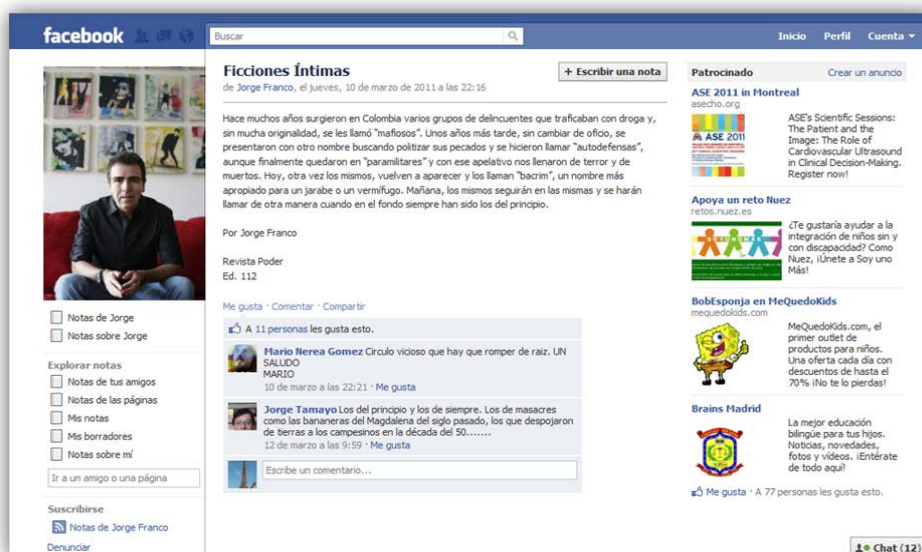 facebook
Buscar
Inicio Perfil Cuenta
Ficciones Íntimas
+ Escribir una nota
de Jorge Franco, el jueves, 10 de marzo de 2011 a las 22:16
Hace muchos años surgieron en Colombia varios grupos de delincuentes que traficaban con droga y,
sin mucha originalidad, se les llamó "mafiosos". Unos años más tarde, sin cambiar de oficio, se
presentaron con otro nombre buscando politizar sus pecados y se hicieron llamar "autodefensas",
aunque finalmente quedaron en "paramilitares" y con ese apelativo nos llenaron de terror y de
muertos. Hoy, otra vez los mismos, vuelven a aparecer y los llaman "bacrim", un nombre más
apropiado para un jarabe o un vermífugo. Mañana, los mismos seguirán en las mismas y se harán
llamar de otra manera cuando en el fondo siempre han sido los del principio.
Por Jorge Franco
Revista Poder
Ed. 112
Me gusta · Comentar · Compartir
A 11 personas les gusta esto.
Mario Nerea Gomez Circulo vicioso que hay que romper de raiz. UN
SALUDO
MARIO
10 de marzo a las 22:21 · Me gusta
Jorge Tamayo Los del principio y los de siempre. Los de masacres
como las bananeras del Magdalena del siglo pasado, los que despojaron
de tierras a los campesinos en la década del 50.......
12 de marzo a las 9:59 · Me gusta
Escribe un comentario...
Notas de Jorge
Notas sobre Jorge
Explorar notas
Notas de tus amigos
Notas de las páginas
Mis notas
Mis borradores
Notas sobre mí
Ir a un amigo o una página
Suscribirse
Notas de Jorge Franco
Denunciar
Patrocinado
Crear un anuncio
ASE 2011 in Montreal
asecho.org
ASE 2011
ASE's Scientific Sessions:
The Patient and the
Image: The Role of
Cardiovascular Ultrasound
in Clinical Decision-Making.
Register now!
Apoya un reto Nuez
retos.nuez.es
¿Te gustaría ayudar a la
integración de niños sin y
con discapacidad? Como
Nuez, ¡Únete a Soy uno
Más!
BobEsponja en MeQuedoKids
mequedokids.com
MeQuedoKids.com, el
primer outlet de
productos para niños.
Una oferta cada día con
descuentos de hasta el
70% ¡No te lo pierdas!
Brains Madrid
La mejor educación
bilingüe para tus hijos.
Noticias, novedades,
fotos y vídeos. ¡Entérate
de todo aquí!
Me gusta · A 77 personas les gusta esto.
Chat (12)